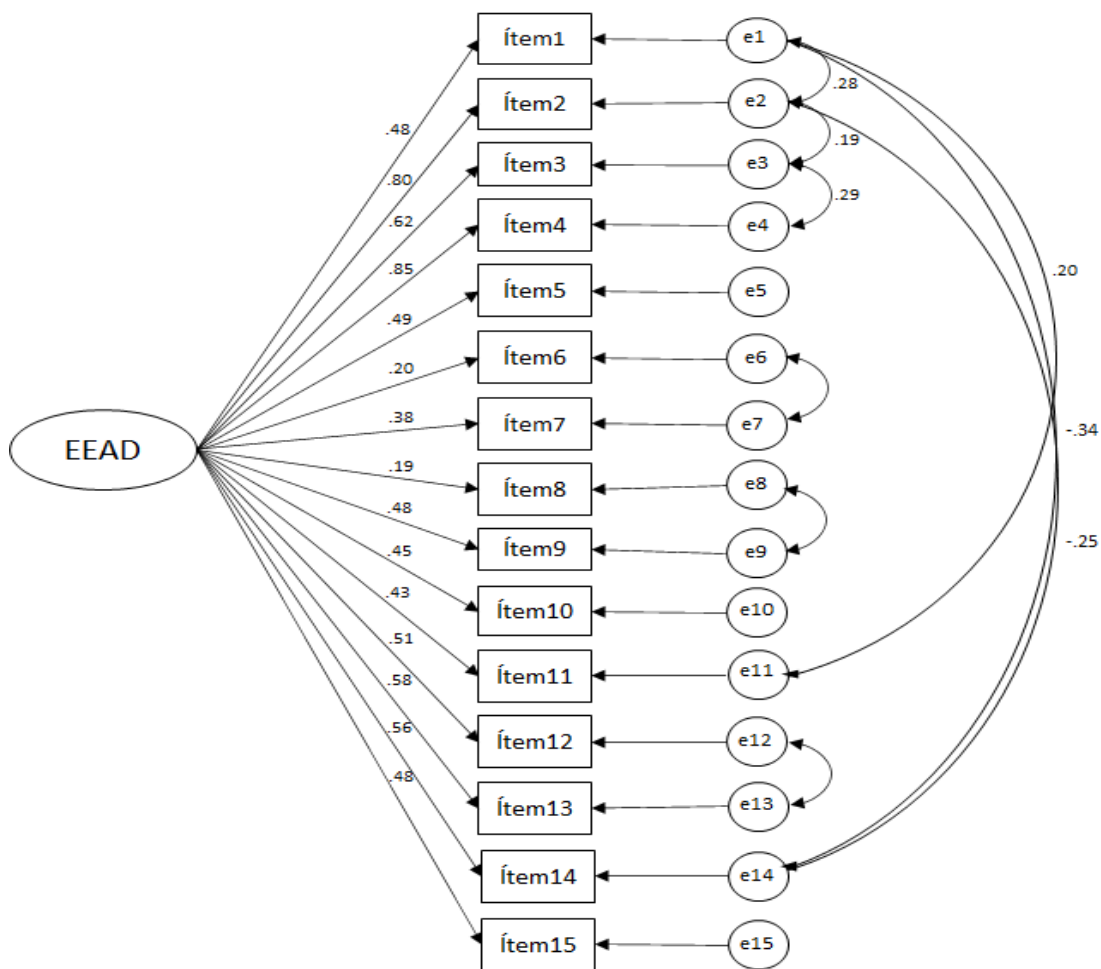 Ítem1
e1
.28
Ítem2
e2
.48
.19
Ítem3
e3
.80
.29
Ítem4
e4
.62
.85
.20
Ítem5
e5
.49
Ítem6
e6
.20
.38
Ítem7
e7
-.34
EEAD
.19
Ítem8
e8
.48
Ítem9
e9
-.25
.45
.43
Ítem10
e10
.51
Ítem11
e11
.58
.56
Ítem12
e12
.48
Ítem13
e13
Ítem14
e14
Ítem15
e15